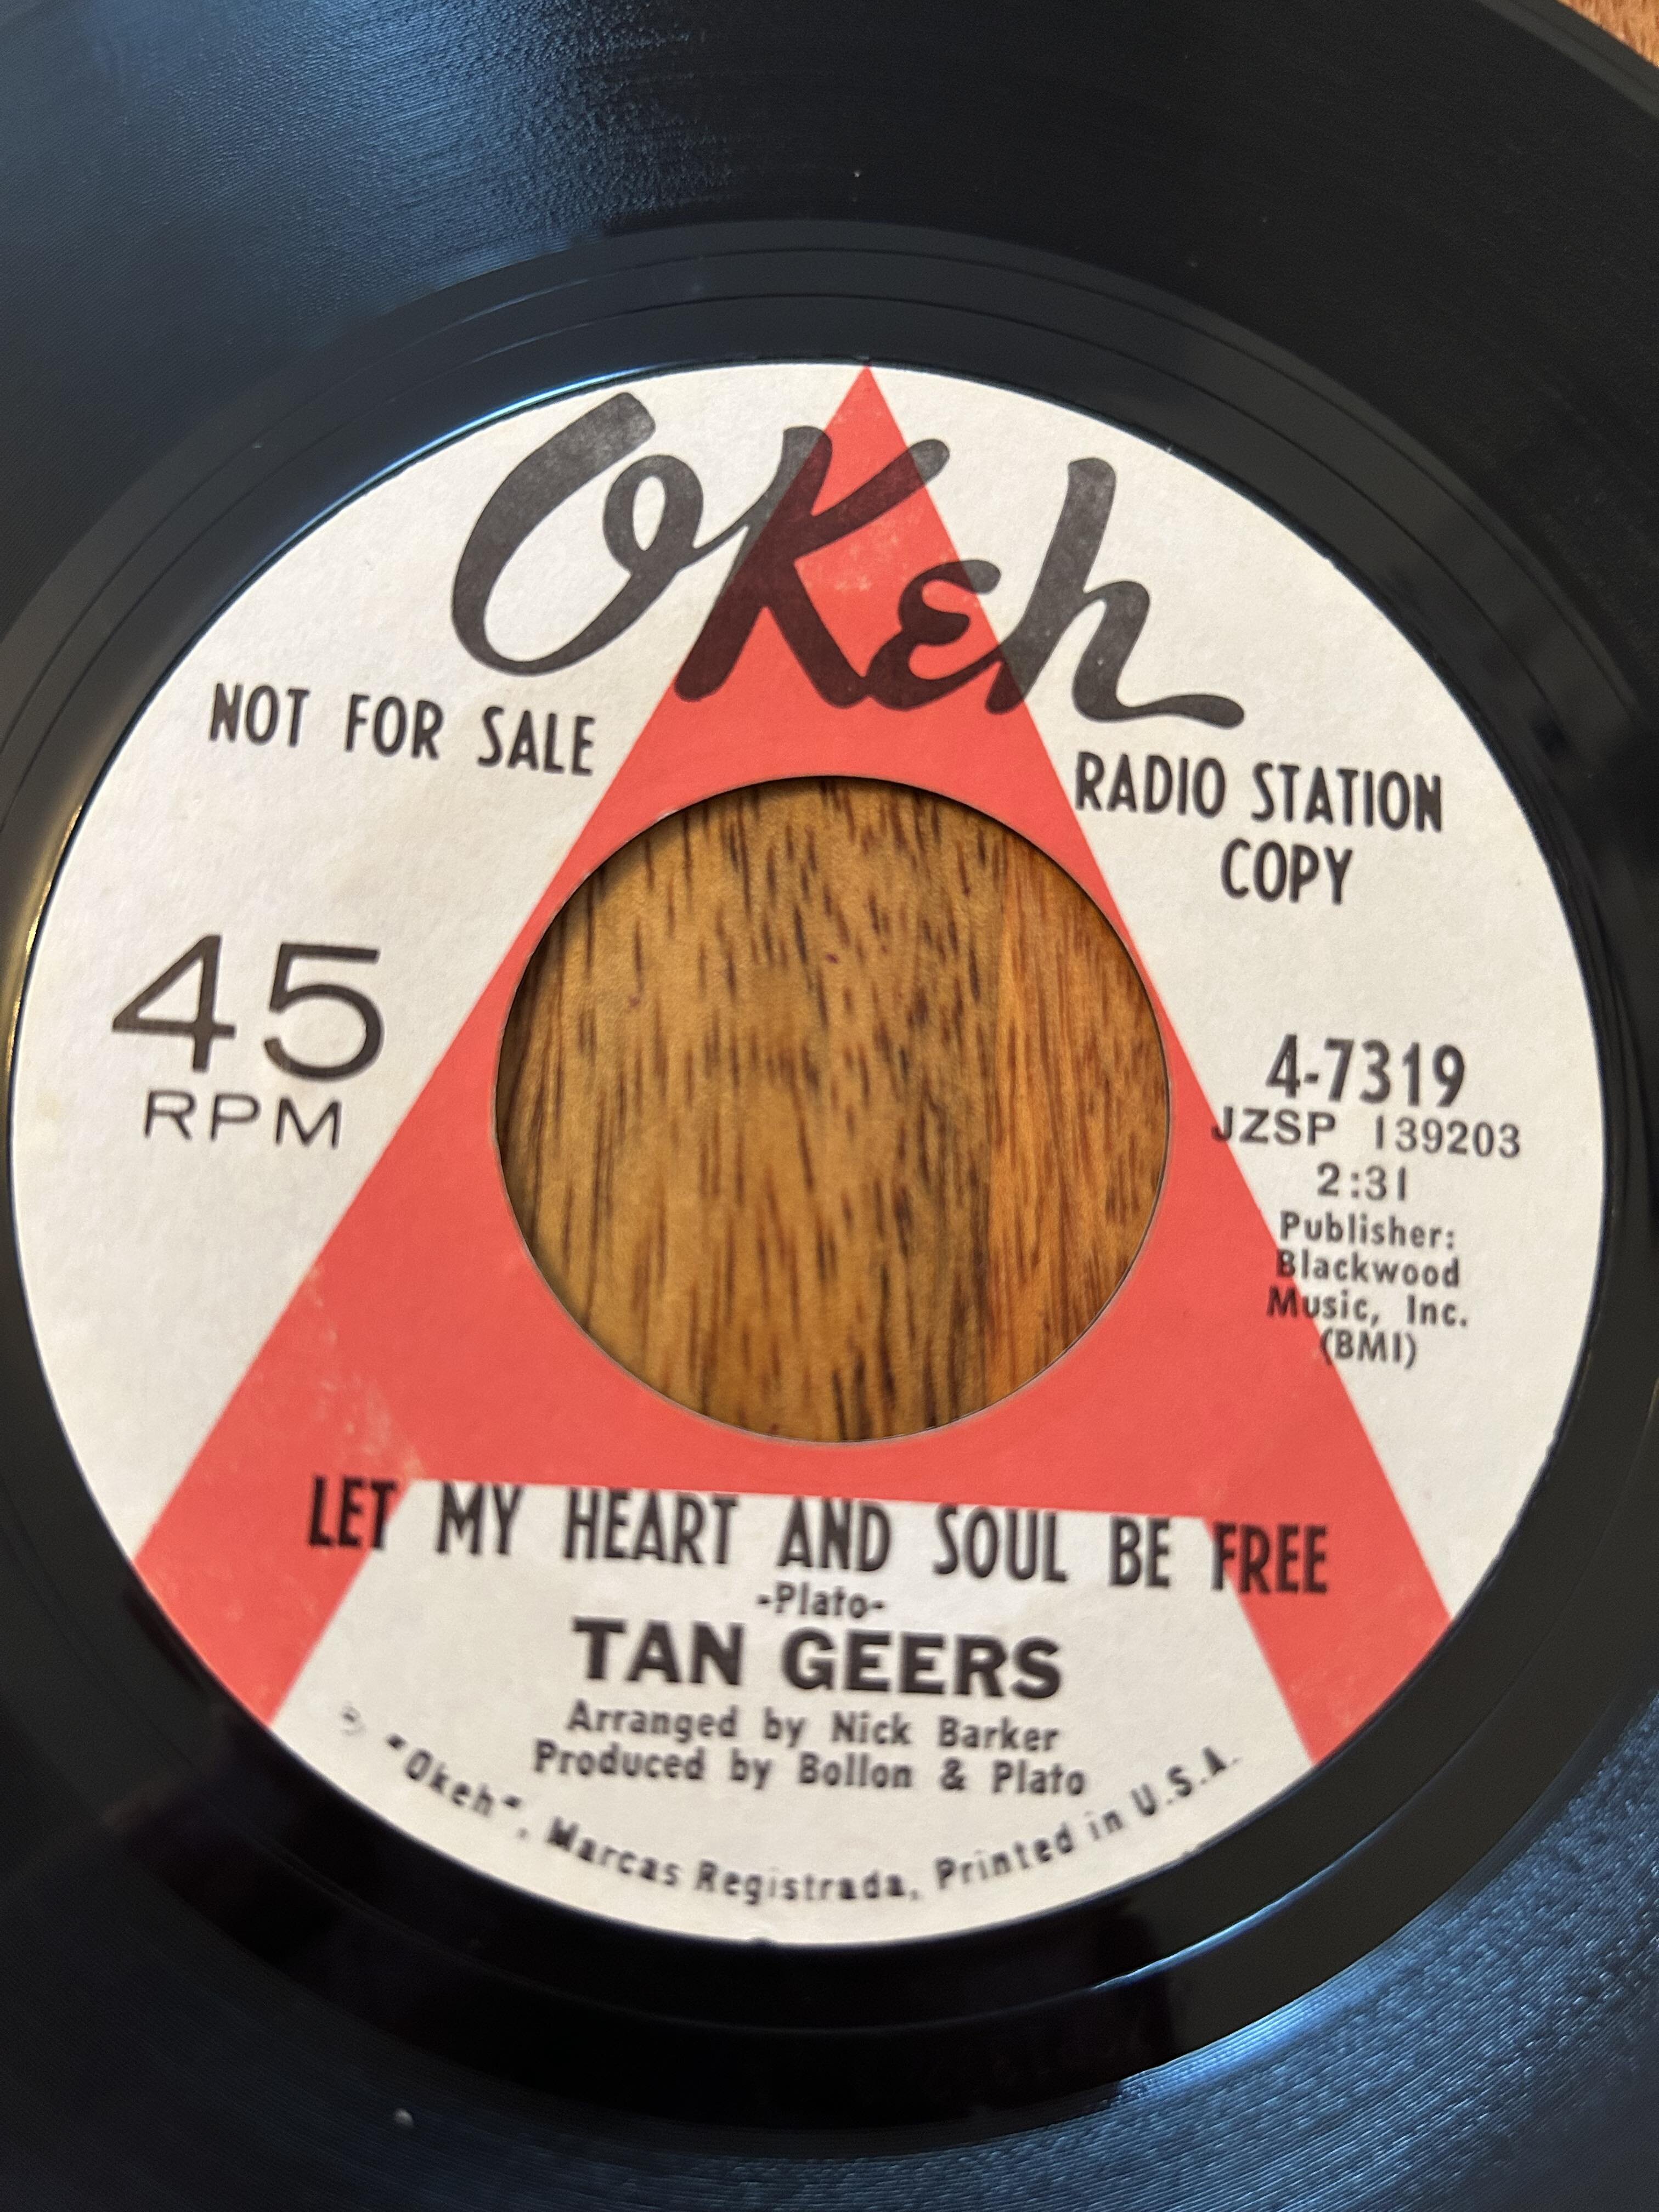 OKeh
NOT FOR SALE
RADIO STATION
COPY
45
RPM
4-7319
JZSP 139203
2:31
Publisher:
Blackwood
Music, Inc.
(BMI)
LET MY HEART AND SOUL BE FREE
-Plato-
TAN GEERS
Arranged by Nick Barker
Produced by Bollon & Plato
"Okeh", Marcas Registrada, Printed in U.S.A.